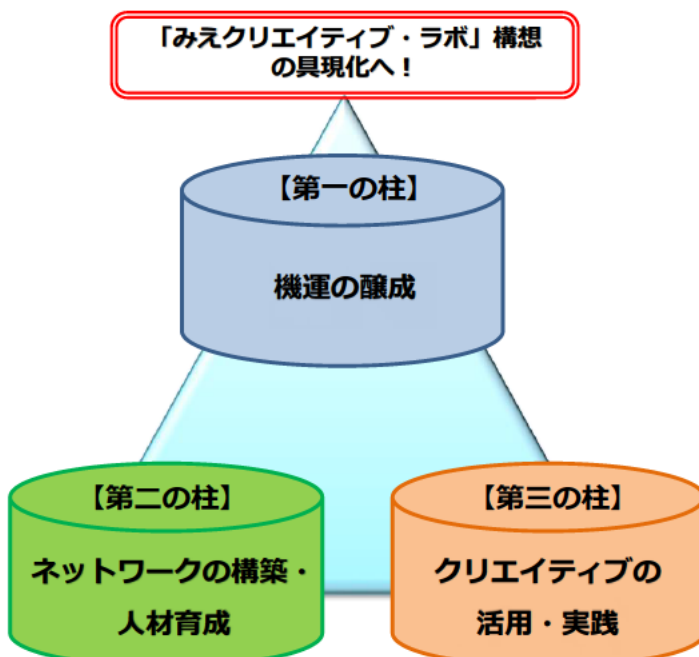 「みえクリエイティブ・ラボ」構想
の具現化へ！
【第一の柱】
機運の醸成
【第二の柱】
ネットワークの構築・
人材育成
【第三の柱】
クリエイティブの
活用・実践